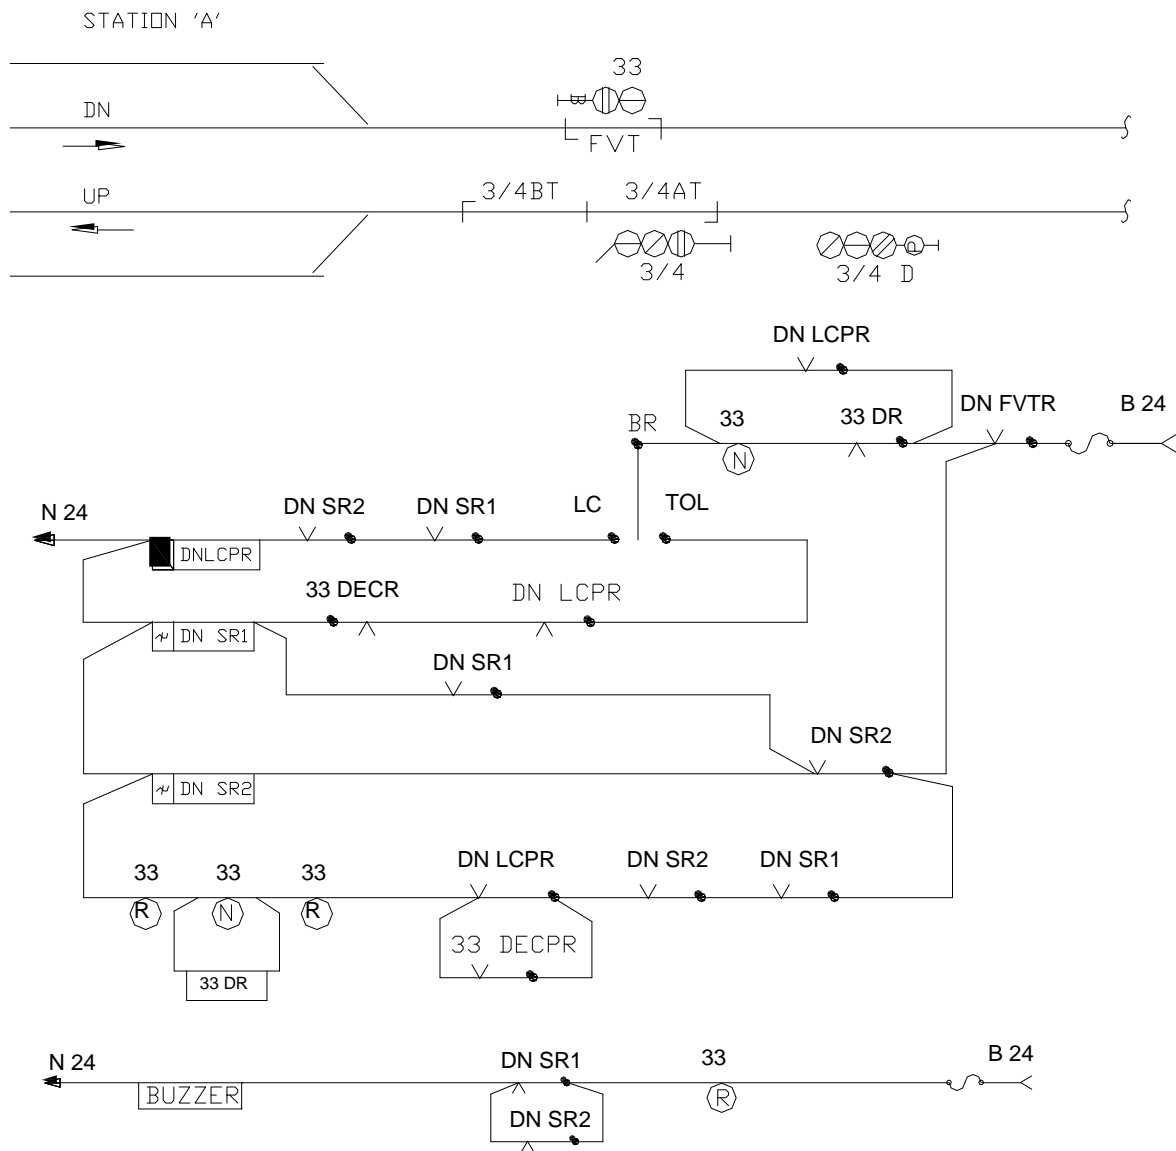 STATION 'A'
33
B
DN
FVT
UP
3/4BT 3/4AT
P
3/4 3/4 D
DN LCPR
BR 33 33 DR DN FVTR B 24
N
N 24 DN SR2 DN SR1 LC TOL
DNLCPR
33 DECR DN LCPR
DN SR1
DN SR1
DN SR2
DN SR2
33 33 33 DN LCPR DN SR2 DN SR1
R N R
33 DECPR
33 DR
N 24 DN SR1 33 B 24
BUZZER R
DN SR2